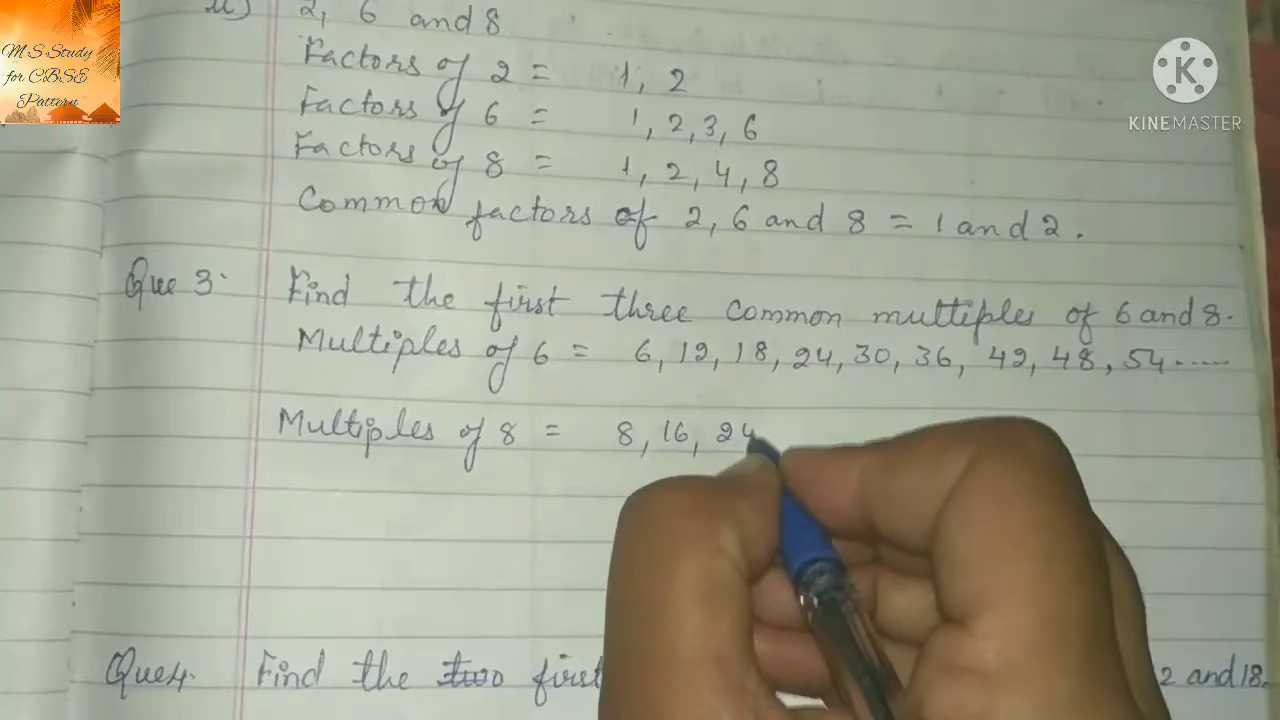 M S Study
for CBSE
Pattern
KINEMASTER
2, 6 and 8
Factors of 2 = 1, 2
Factors of 6 = 1, 2, 3, 6
Factors of 8 = 1, 2, 4, 8
Common factors of 2, 6 and 8 = 1 and 2.
Que 3. Find the first three common multiples of 6 and 8.
Multiples of 6 = 6, 12, 18, 24, 30, 36, 42, 48, 54.....
Multiples of 8 = 8, 16, 24
Que 4. Find the two first 2 and 18.